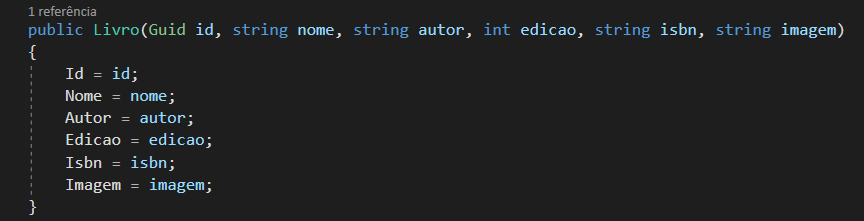 1 referência
public Livro(Guid id, string nome, string autor, int edicao, string isbn, string imagem)
{
Id = id;
Nome = nome;
Autor = autor;
Edicao = edicao;
Isbn = isbn;
Imagem = imagem;
}